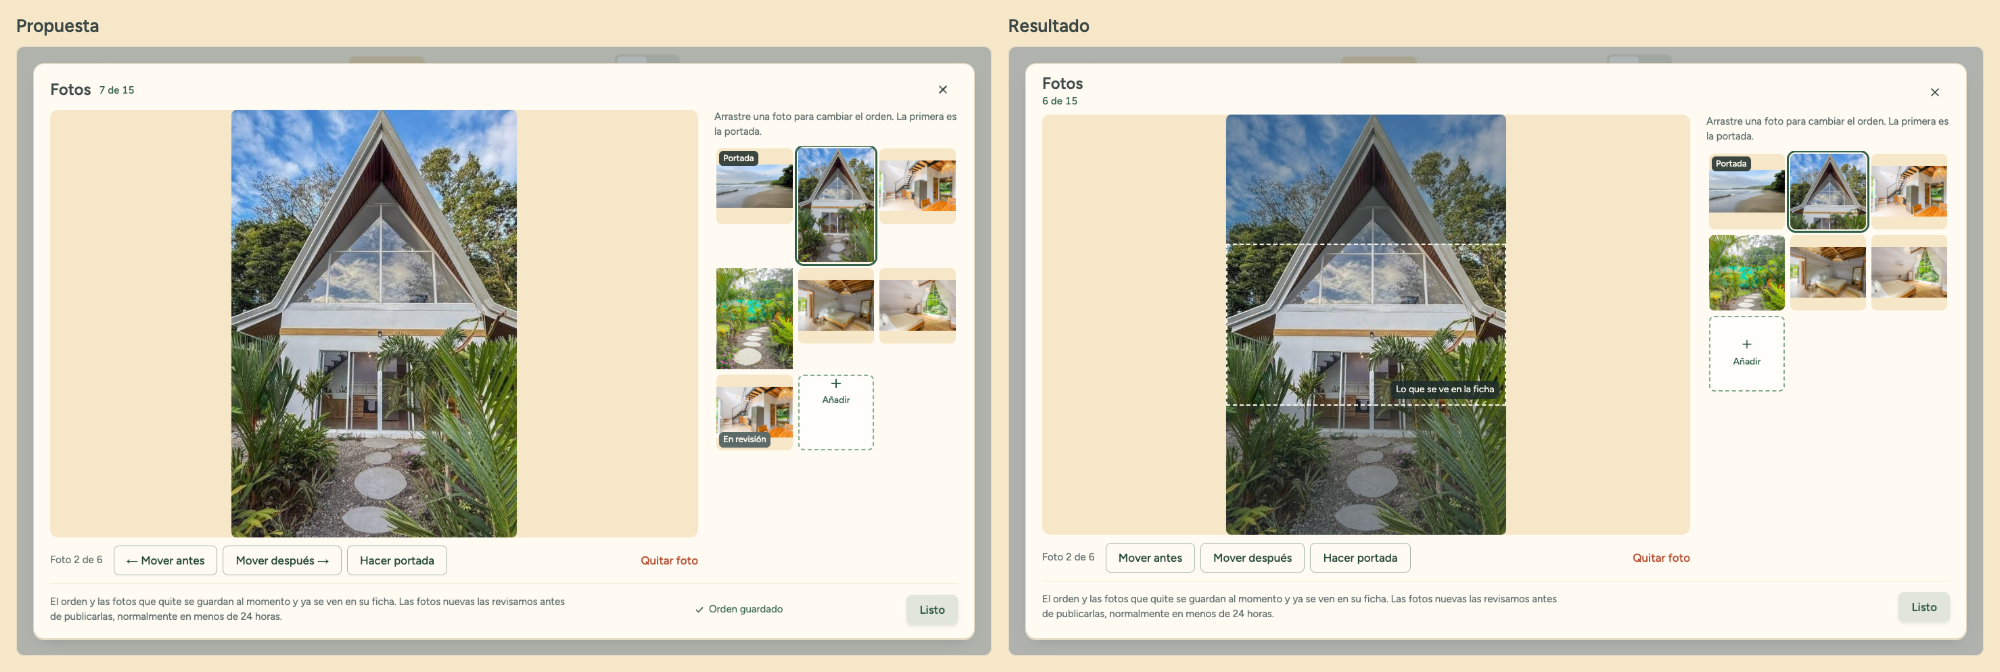 Propuesta
Fotos 7 de 15
Arrastre una foto para cambiar el orden. La primera es
la portada.
Portada
En revisión
Añadir
Foto 2 de 6
← Mover antes
Mover después →
Hacer portada
Quitar foto
El orden y las fotos que quite se guardan al momento y ya se ven en su ficha. Las fotos nuevas las revisamos antes
de publicarlas, normalmente en menos de 24 horas.
✓ Orden guardado
Listo
Resultado
Fotos
6 de 15
Arrastre una foto para cambiar el orden. La primera es
la portada.
Portada
Añadir
Lo que se ve en la ficha
Foto 2 de 6
Mover antes
Mover después
Hacer portada
Quitar foto
El orden y las fotos que quite se guardan al momento y ya se ven en su ficha. Las fotos nuevas las revisamos antes
de publicarlas, normalmente en menos de 24 horas.
Listo